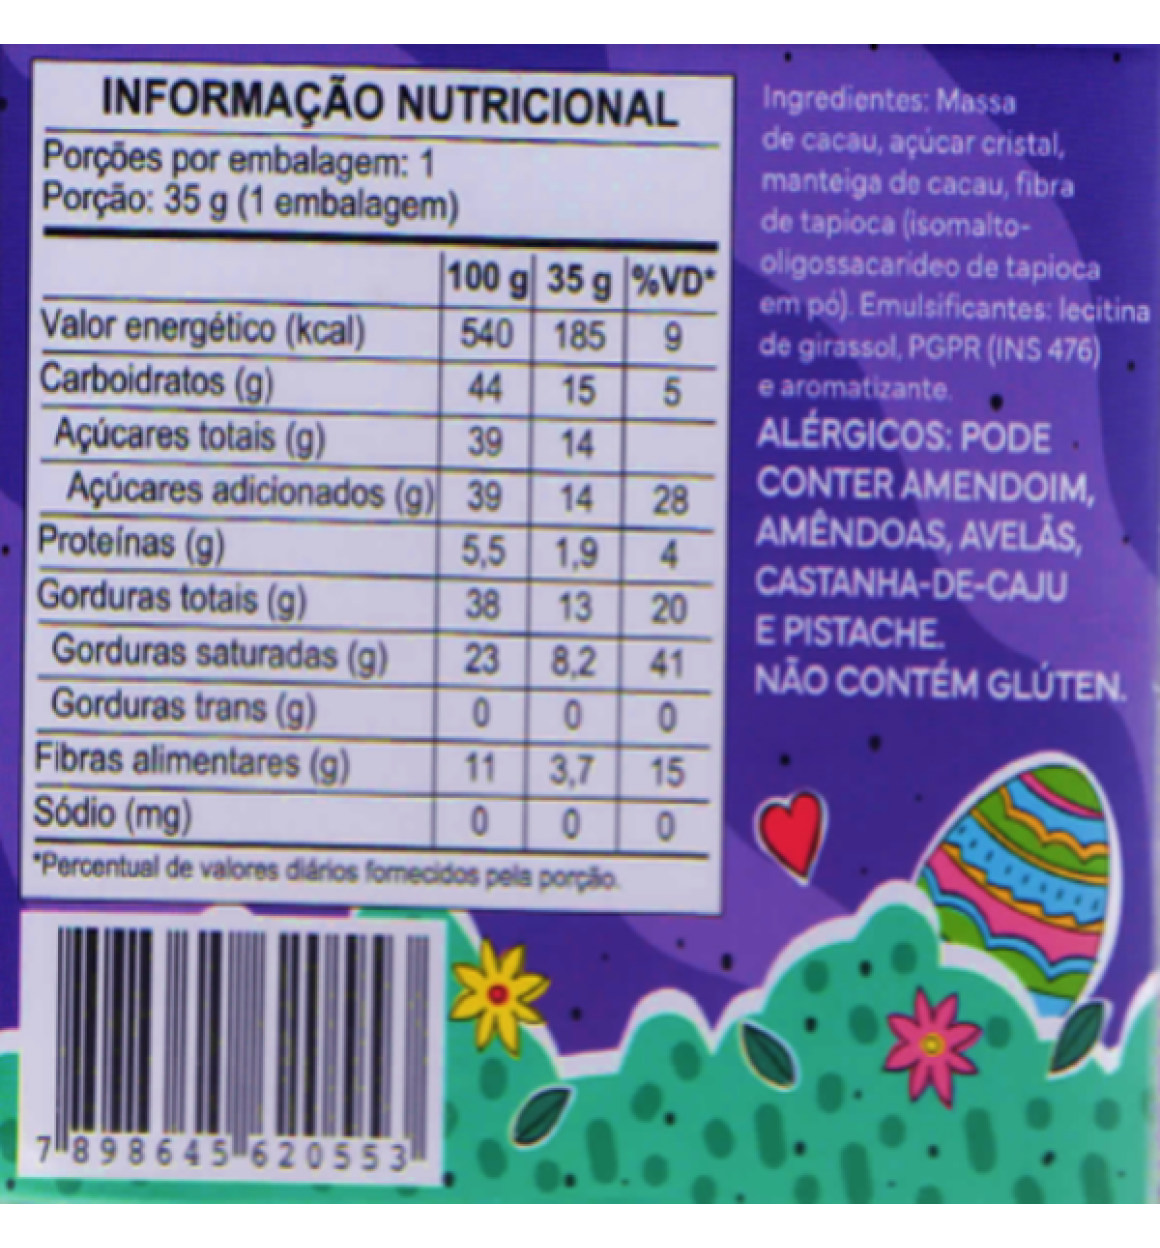 INFORMAÇÃO NUTRICIONAL
Porções por embalagem: 1
Porção: 35 g (1 embalagem)
100 g 35 g %VD*
Valor energético (kcal) 540 185 9
Carboidratos (g) 44 15 5
Açúcares totais (g) 39 14
Açúcares adicionados (g) 39 14 28
Proteínas (g) 5,5 1,9 4
Gorduras totais (g) 38 13 20
Gorduras saturadas (g) 23 8,2 41
Gorduras trans (g) 0 0 0
Fibras alimentares (g) 11 3,7 15
Sódio (mg) 0 0 0
*Percentual de valores diários fornecidos pela porção.
Ingredientes: Massa
de cacau, açúcar cristal,
manteiga de cacau, fibra
de tapioca (isomalto-
oligossacarídeo de tapioca
em pó). Emulsificantes: lecitina
de girassol, PGPR (INS 476)
e aromatizante.
ALÉRGICOS: PODE
CONTER AMENDOIM,
AMÊNDOAS, AVELÃS,
CASTANHA-DE-CAJU
E PISTACHE.
NÃO CONTÉM GLÚTEN.
7 898645 620553